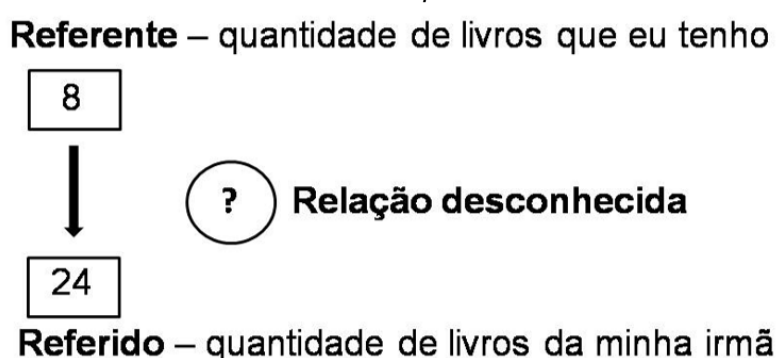 Referente – quantidade de livros que eu tenho
8
? Relação desconhecida
24
Referido – quantidade de livros da minha irmã